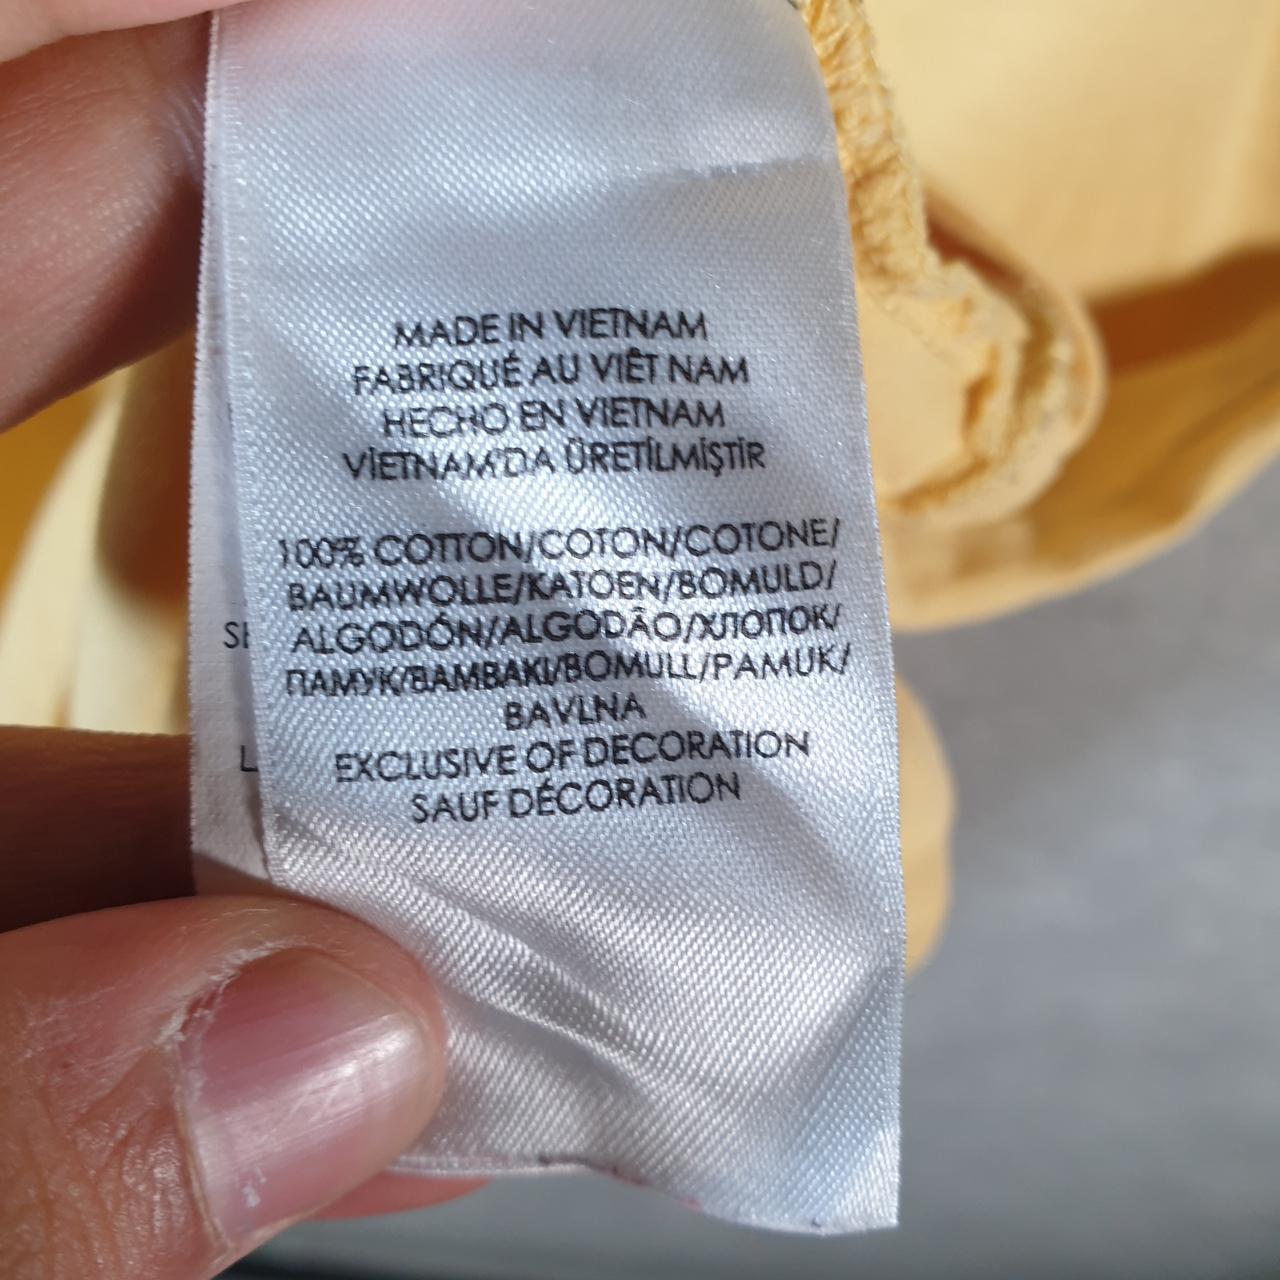 MADE IN VIETNAM
FABRIQUÉ AU VIÊT NAM
HECHO EN VIETNAM
VİETNAM'DA ÜRETİLMİŞTİR
100% COTTON/COTON/COTONE/
BAUMWOLLE/KATOEN/BOMULD/
ALGODÓN/ALGODÃO/ХЛОПОК/
ПАМУК/ΒΑΜΒΑΚΙ/BOMULL/PAMUK/
BAVLNA
EXCLUSIVE OF DECORATION
SAUF DÉCORATION